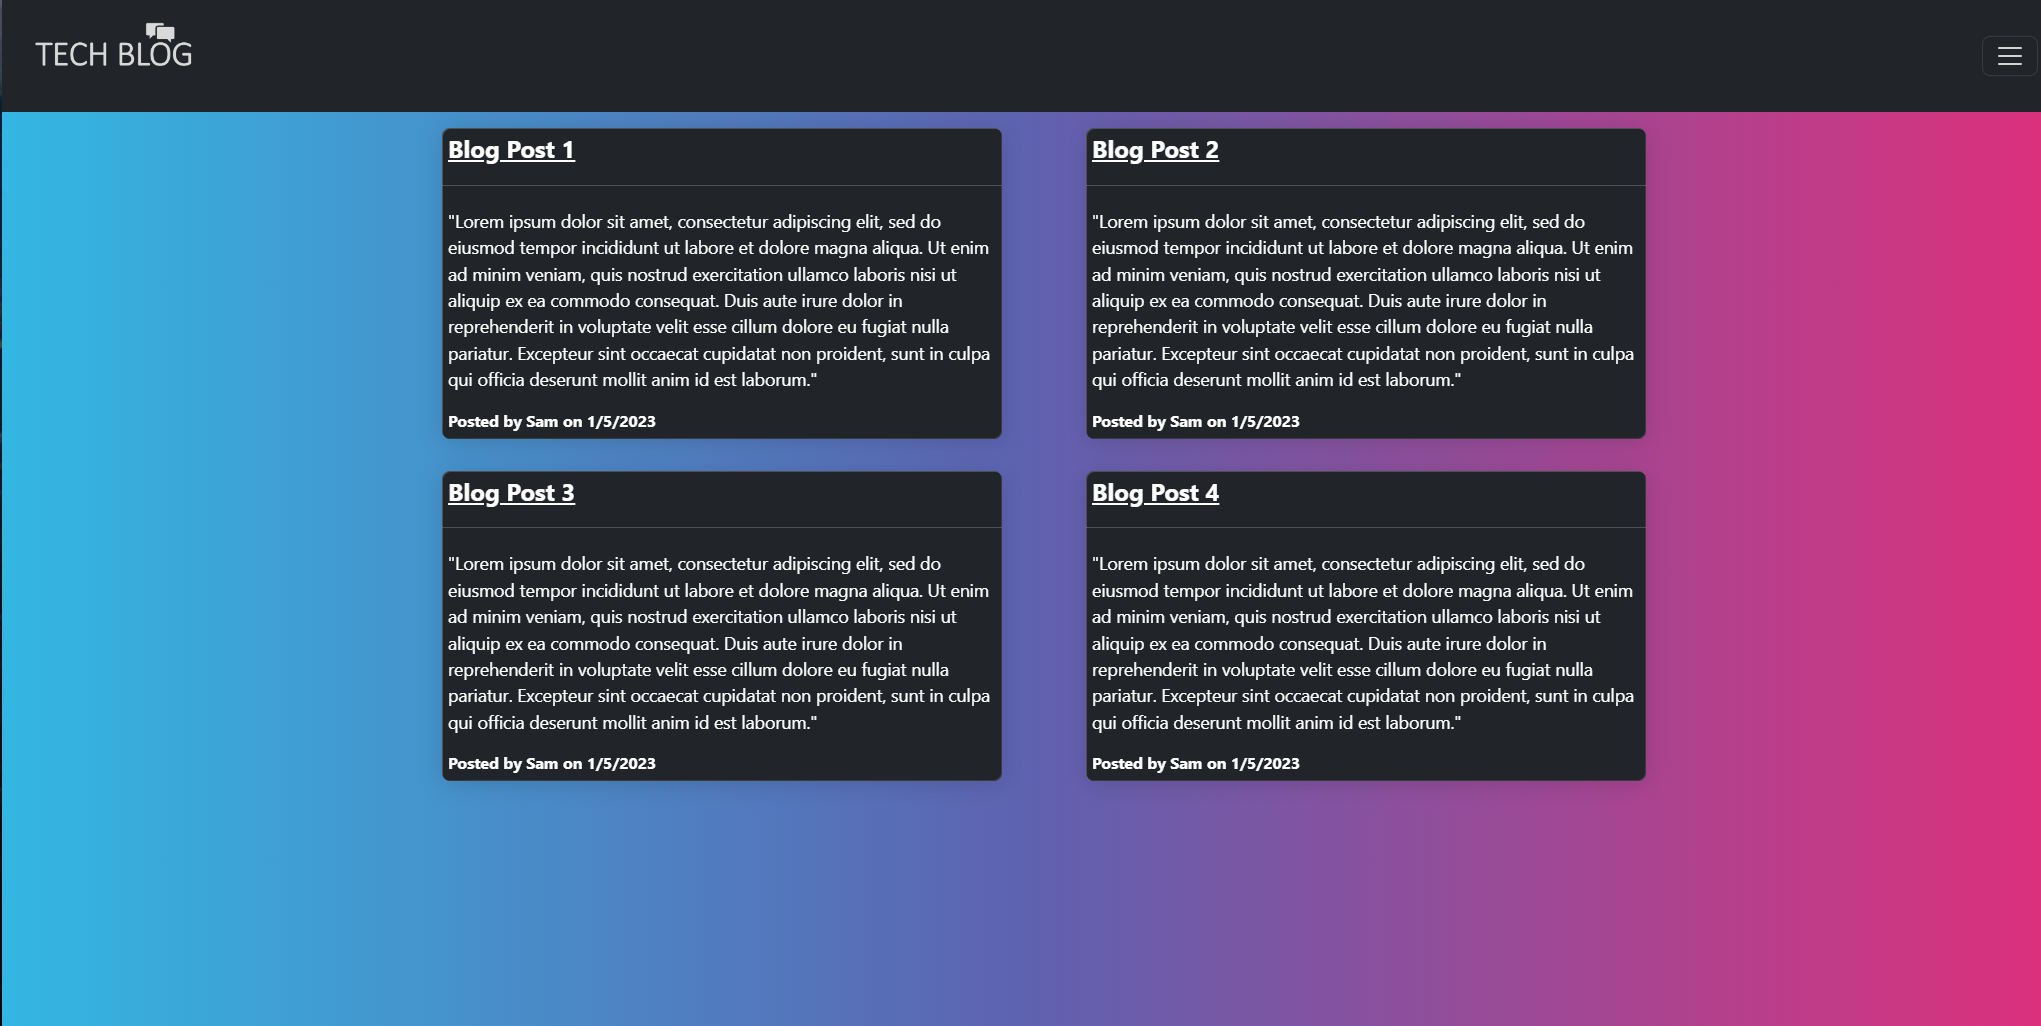 TECH BLOG
Blog Post 1
"Lorem ipsum dolor sit amet, consectetur adipiscing elit, sed do
eiusmod tempor incididunt ut labore et dolore magna aliqua. Ut enim
ad minim veniam, quis nostrud exercitation ullamco laboris nisi ut
aliquip ex ea commodo consequat. Duis aute irure dolor in
reprehenderit in voluptate velit esse cillum dolore eu fugiat nulla
pariatur. Excepteur sint occaecat cupidatat non proident, sunt in culpa
qui officia deserunt mollit anim id est laborum."
Posted by Sam on 1/5/2023
Blog Post 2
"Lorem ipsum dolor sit amet, consectetur adipiscing elit, sed do
eiusmod tempor incididunt ut labore et dolore magna aliqua. Ut enim
ad minim veniam, quis nostrud exercitation ullamco laboris nisi ut
aliquip ex ea commodo consequat. Duis aute irure dolor in
reprehenderit in voluptate velit esse cillum dolore eu fugiat nulla
pariatur. Excepteur sint occaecat cupidatat non proident, sunt in culpa
qui officia deserunt mollit anim id est laborum."
Posted by Sam on 1/5/2023
Blog Post 3
"Lorem ipsum dolor sit amet, consectetur adipiscing elit, sed do
eiusmod tempor incididunt ut labore et dolore magna aliqua. Ut enim
ad minim veniam, quis nostrud exercitation ullamco laboris nisi ut
aliquip ex ea commodo consequat. Duis aute irure dolor in
reprehenderit in voluptate velit esse cillum dolore eu fugiat nulla
pariatur. Excepteur sint occaecat cupidatat non proident, sunt in culpa
qui officia deserunt mollit anim id est laborum."
Posted by Sam on 1/5/2023
Blog Post 4
"Lorem ipsum dolor sit amet, consectetur adipiscing elit, sed do
eiusmod tempor incididunt ut labore et dolore magna aliqua. Ut enim
ad minim veniam, quis nostrud exercitation ullamco laboris nisi ut
aliquip ex ea commodo consequat. Duis aute irure dolor in
reprehenderit in voluptate velit esse cillum dolore eu fugiat nulla
pariatur. Excepteur sint occaecat cupidatat non proident, sunt in culpa
qui officia deserunt mollit anim id est laborum."
Posted by Sam on 1/5/2023